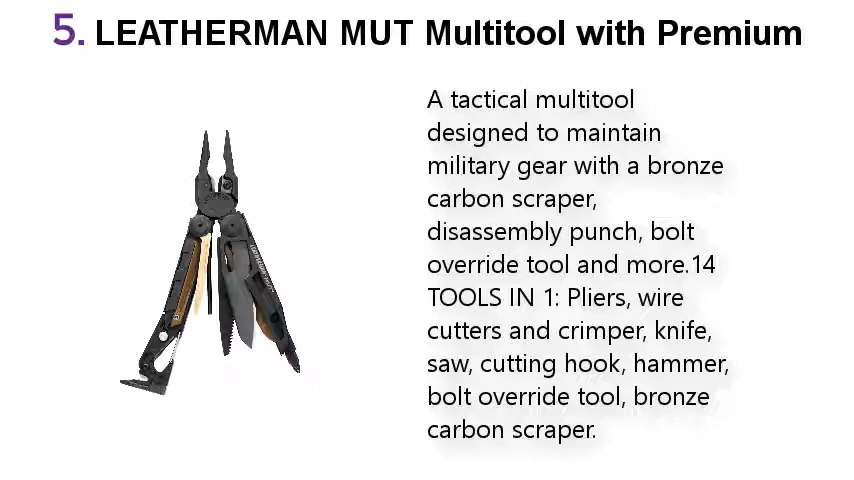 5. LEATHERMAN MUT Multitool with Premium
A tactical multitool
designed to maintain
military gear with a bronze
carbon scraper,
disassembly punch, bolt
override tool and more.14
TOOLS IN 1: Pliers, wire
cutters and crimper, knife,
saw, cutting hook, hammer,
bolt override tool, bronze
carbon scraper.